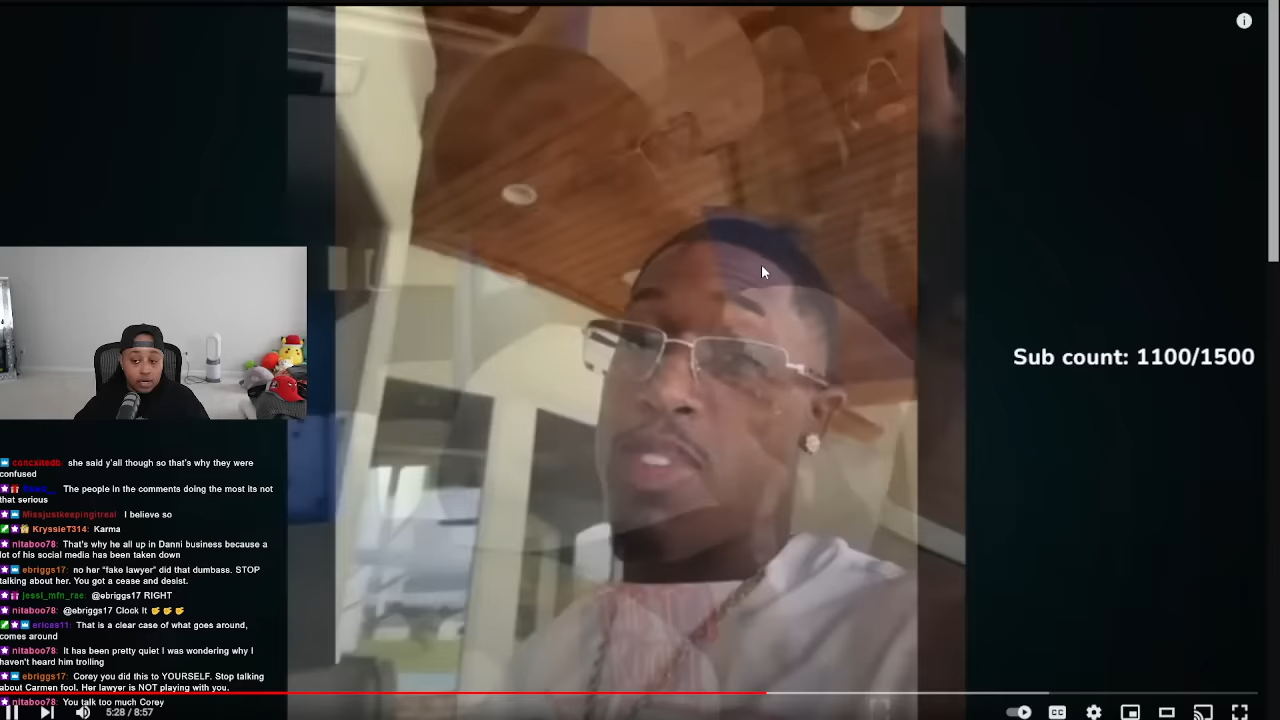 Sub count: 1100/1500
concxitedb: she said y'all though so that's why they were
confused
The people in the comments doing the most its not
that serious
Missjustkeepingitreal: I believe so
KryssieT314: Karma
nitaboo78: That's why he all up in Danni business because a
lot of his social media has been taken down
ebriggs17: no her "fake lawyer" did that dumbass. STOP
talking about her. You got a cease and desist.
jessi_mfn_rae: @ebriggs17 RIGHT
nitaboo78: @ebriggs17 Clock It
ericas11: That is a clear case of what goes around,
comes around
nitaboo78: It has been pretty quiet I was wondering why I
haven't heard him trolling
ebriggs17: Corey you did this to YOURSELF. Stop talking
about Carmen fool. Her lawyer is NOT playing with you.
nitaboo78: You talk too much Corey
5:28 / 8:57
CC